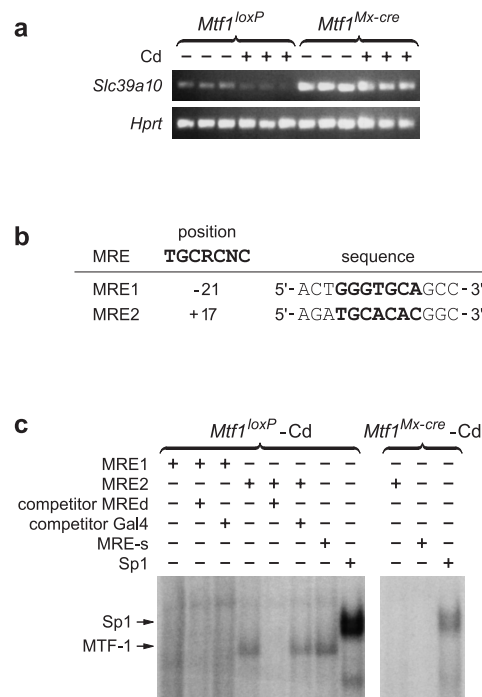 a
Mtf1loxP Mtf1Mx-cre
Cd − − − + + + − − − + + +
Slc39a10
Hprt
b
position
MRE TGCRCNC sequence
MRE1 -21 5'-ACTGGGTGCAGCC-3'
MRE2 +17 5'-AGATGCACACGGC-3'
c
Mtf1loxP-Cd Mtf1Mx-cre-Cd
MRE1 + + + − − − − − − − −
MRE2 − − − + + + − − + − −
competitor MREd − + − − + − − − − − −
competitor Gal4 − − + − − + − − − − −
MRE-s − − − − − − + − − + −
Sp1 − − − − − − − + − − +
Sp1
MTF-1